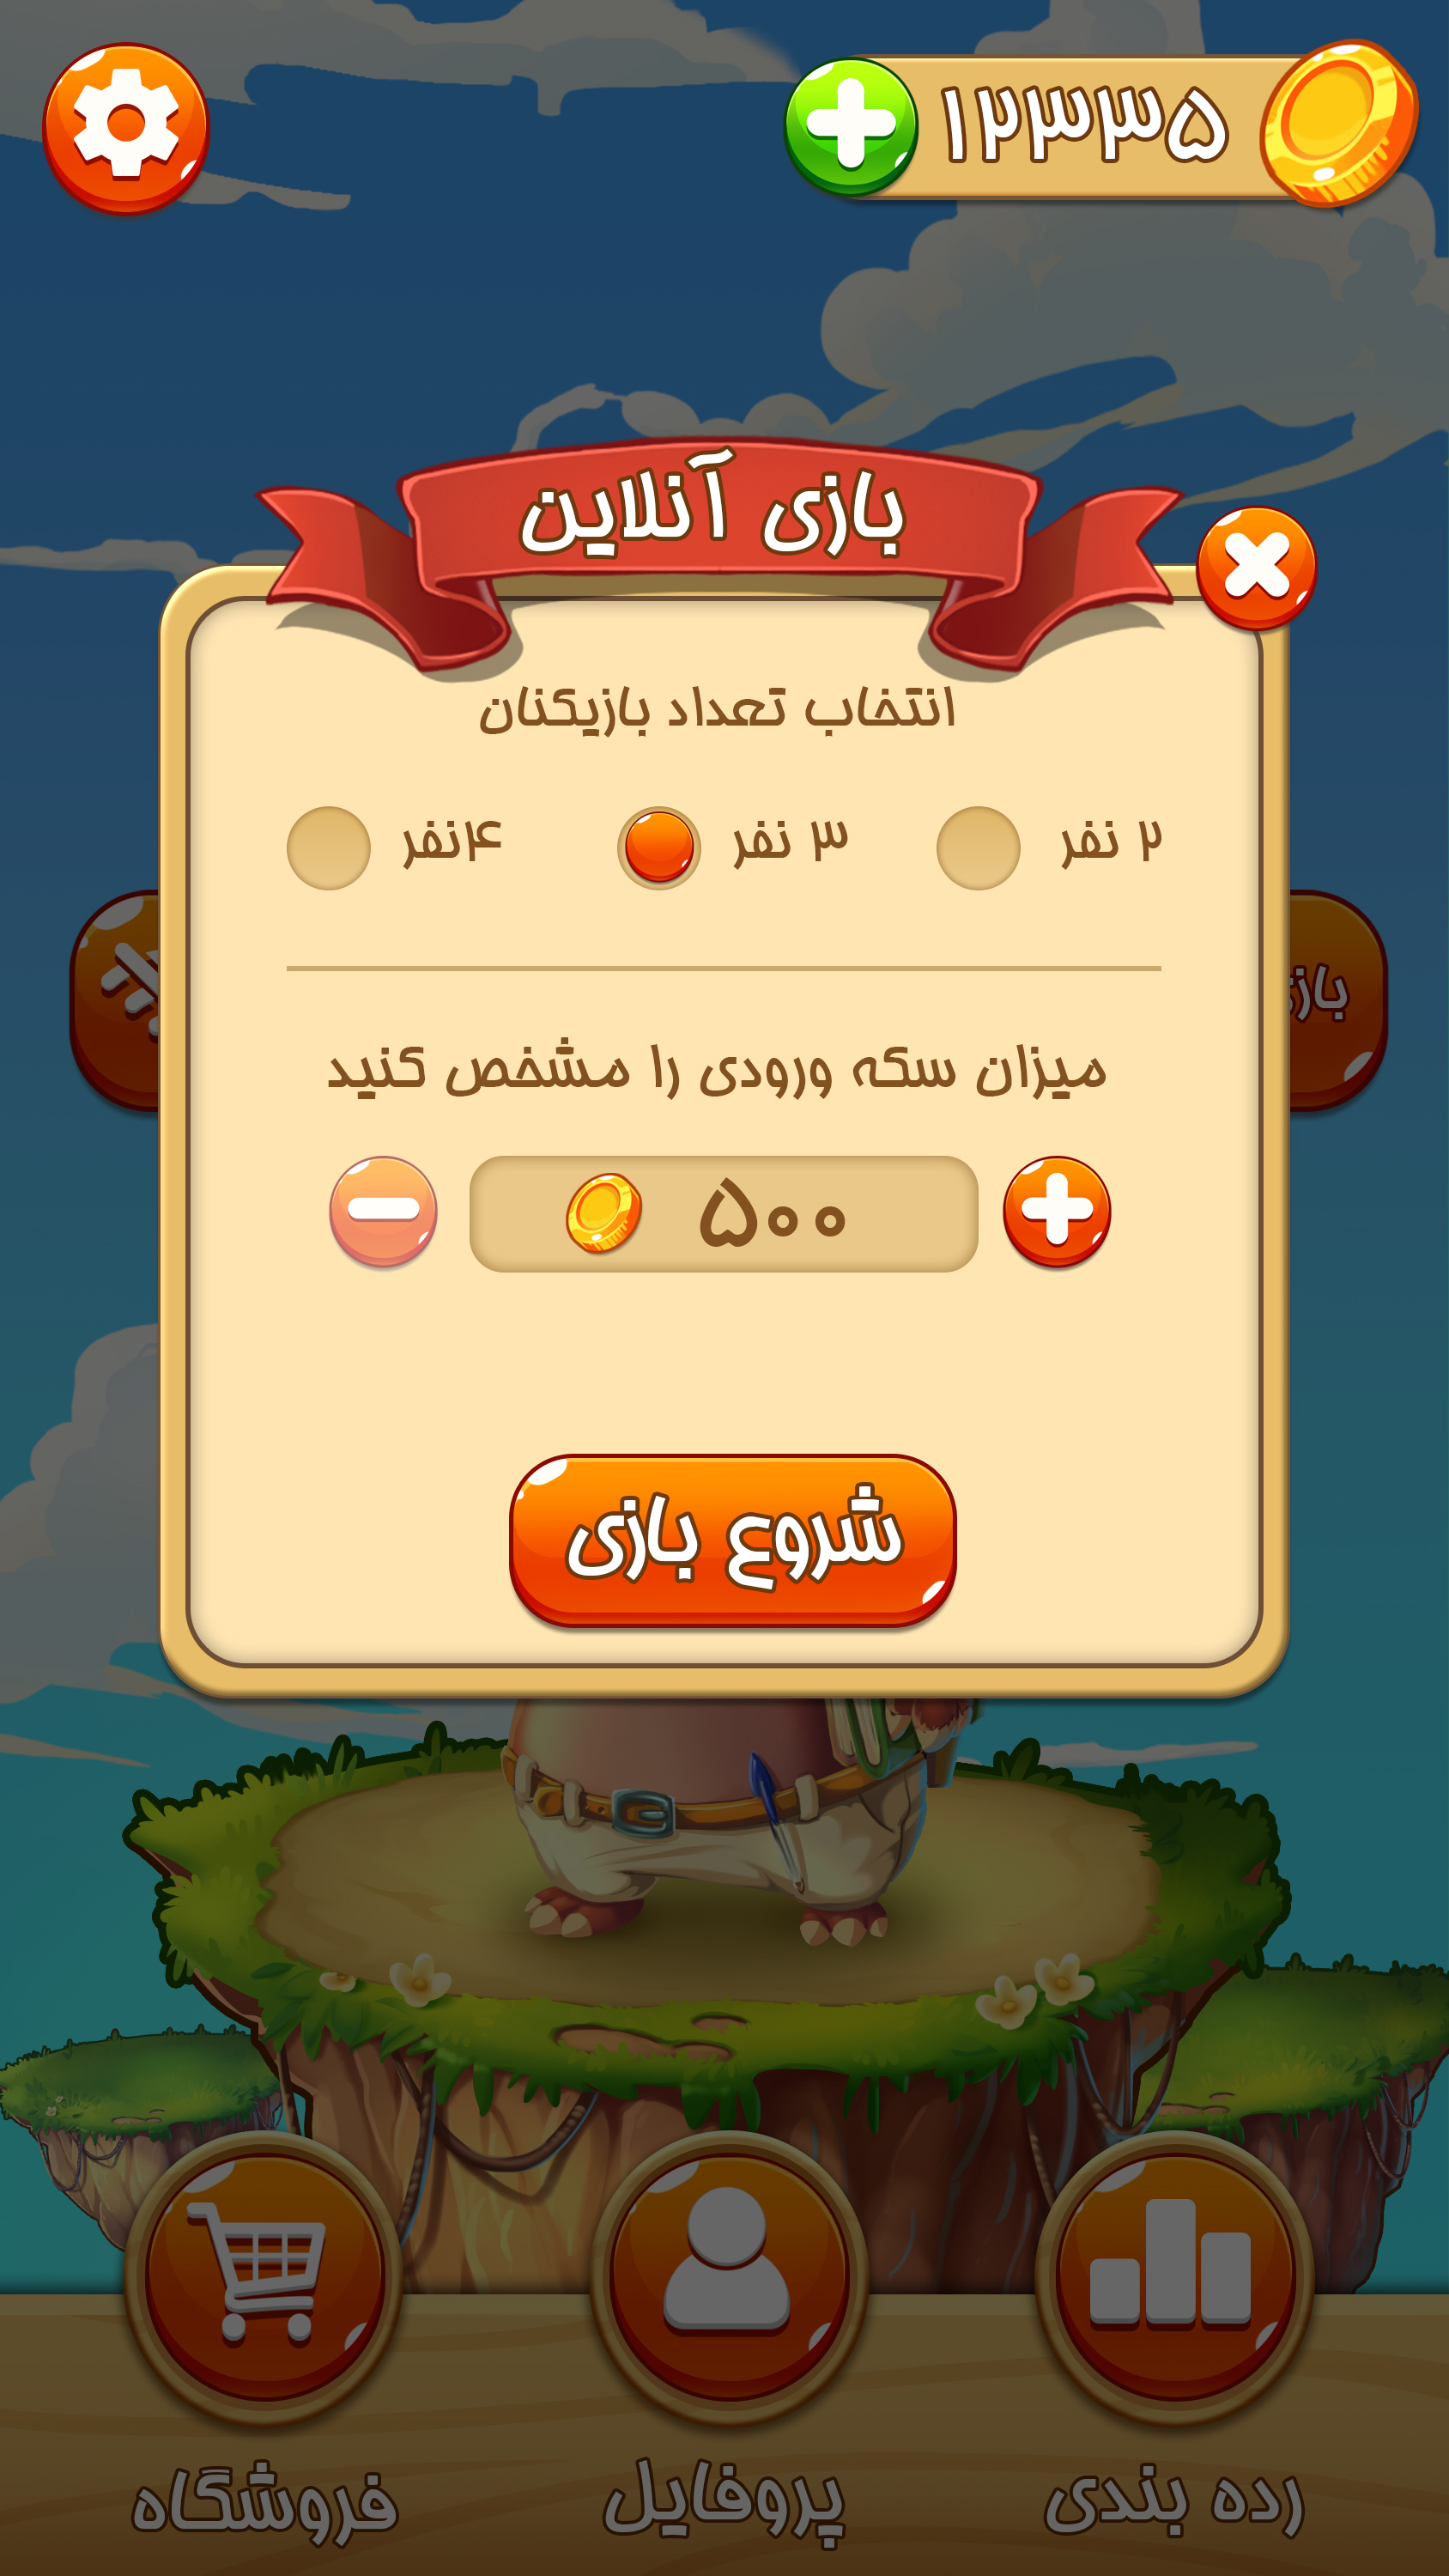 ۱۲۳۳۵
بازی آنلاین
انتخاب تعداد بازیکنان
۲ نفر ۳ نفر ۴نفر
میزان سکه ورودی را مشخص کنید
۵۰۰
شروع بازی
رده بندی پروفایل فروشگاه